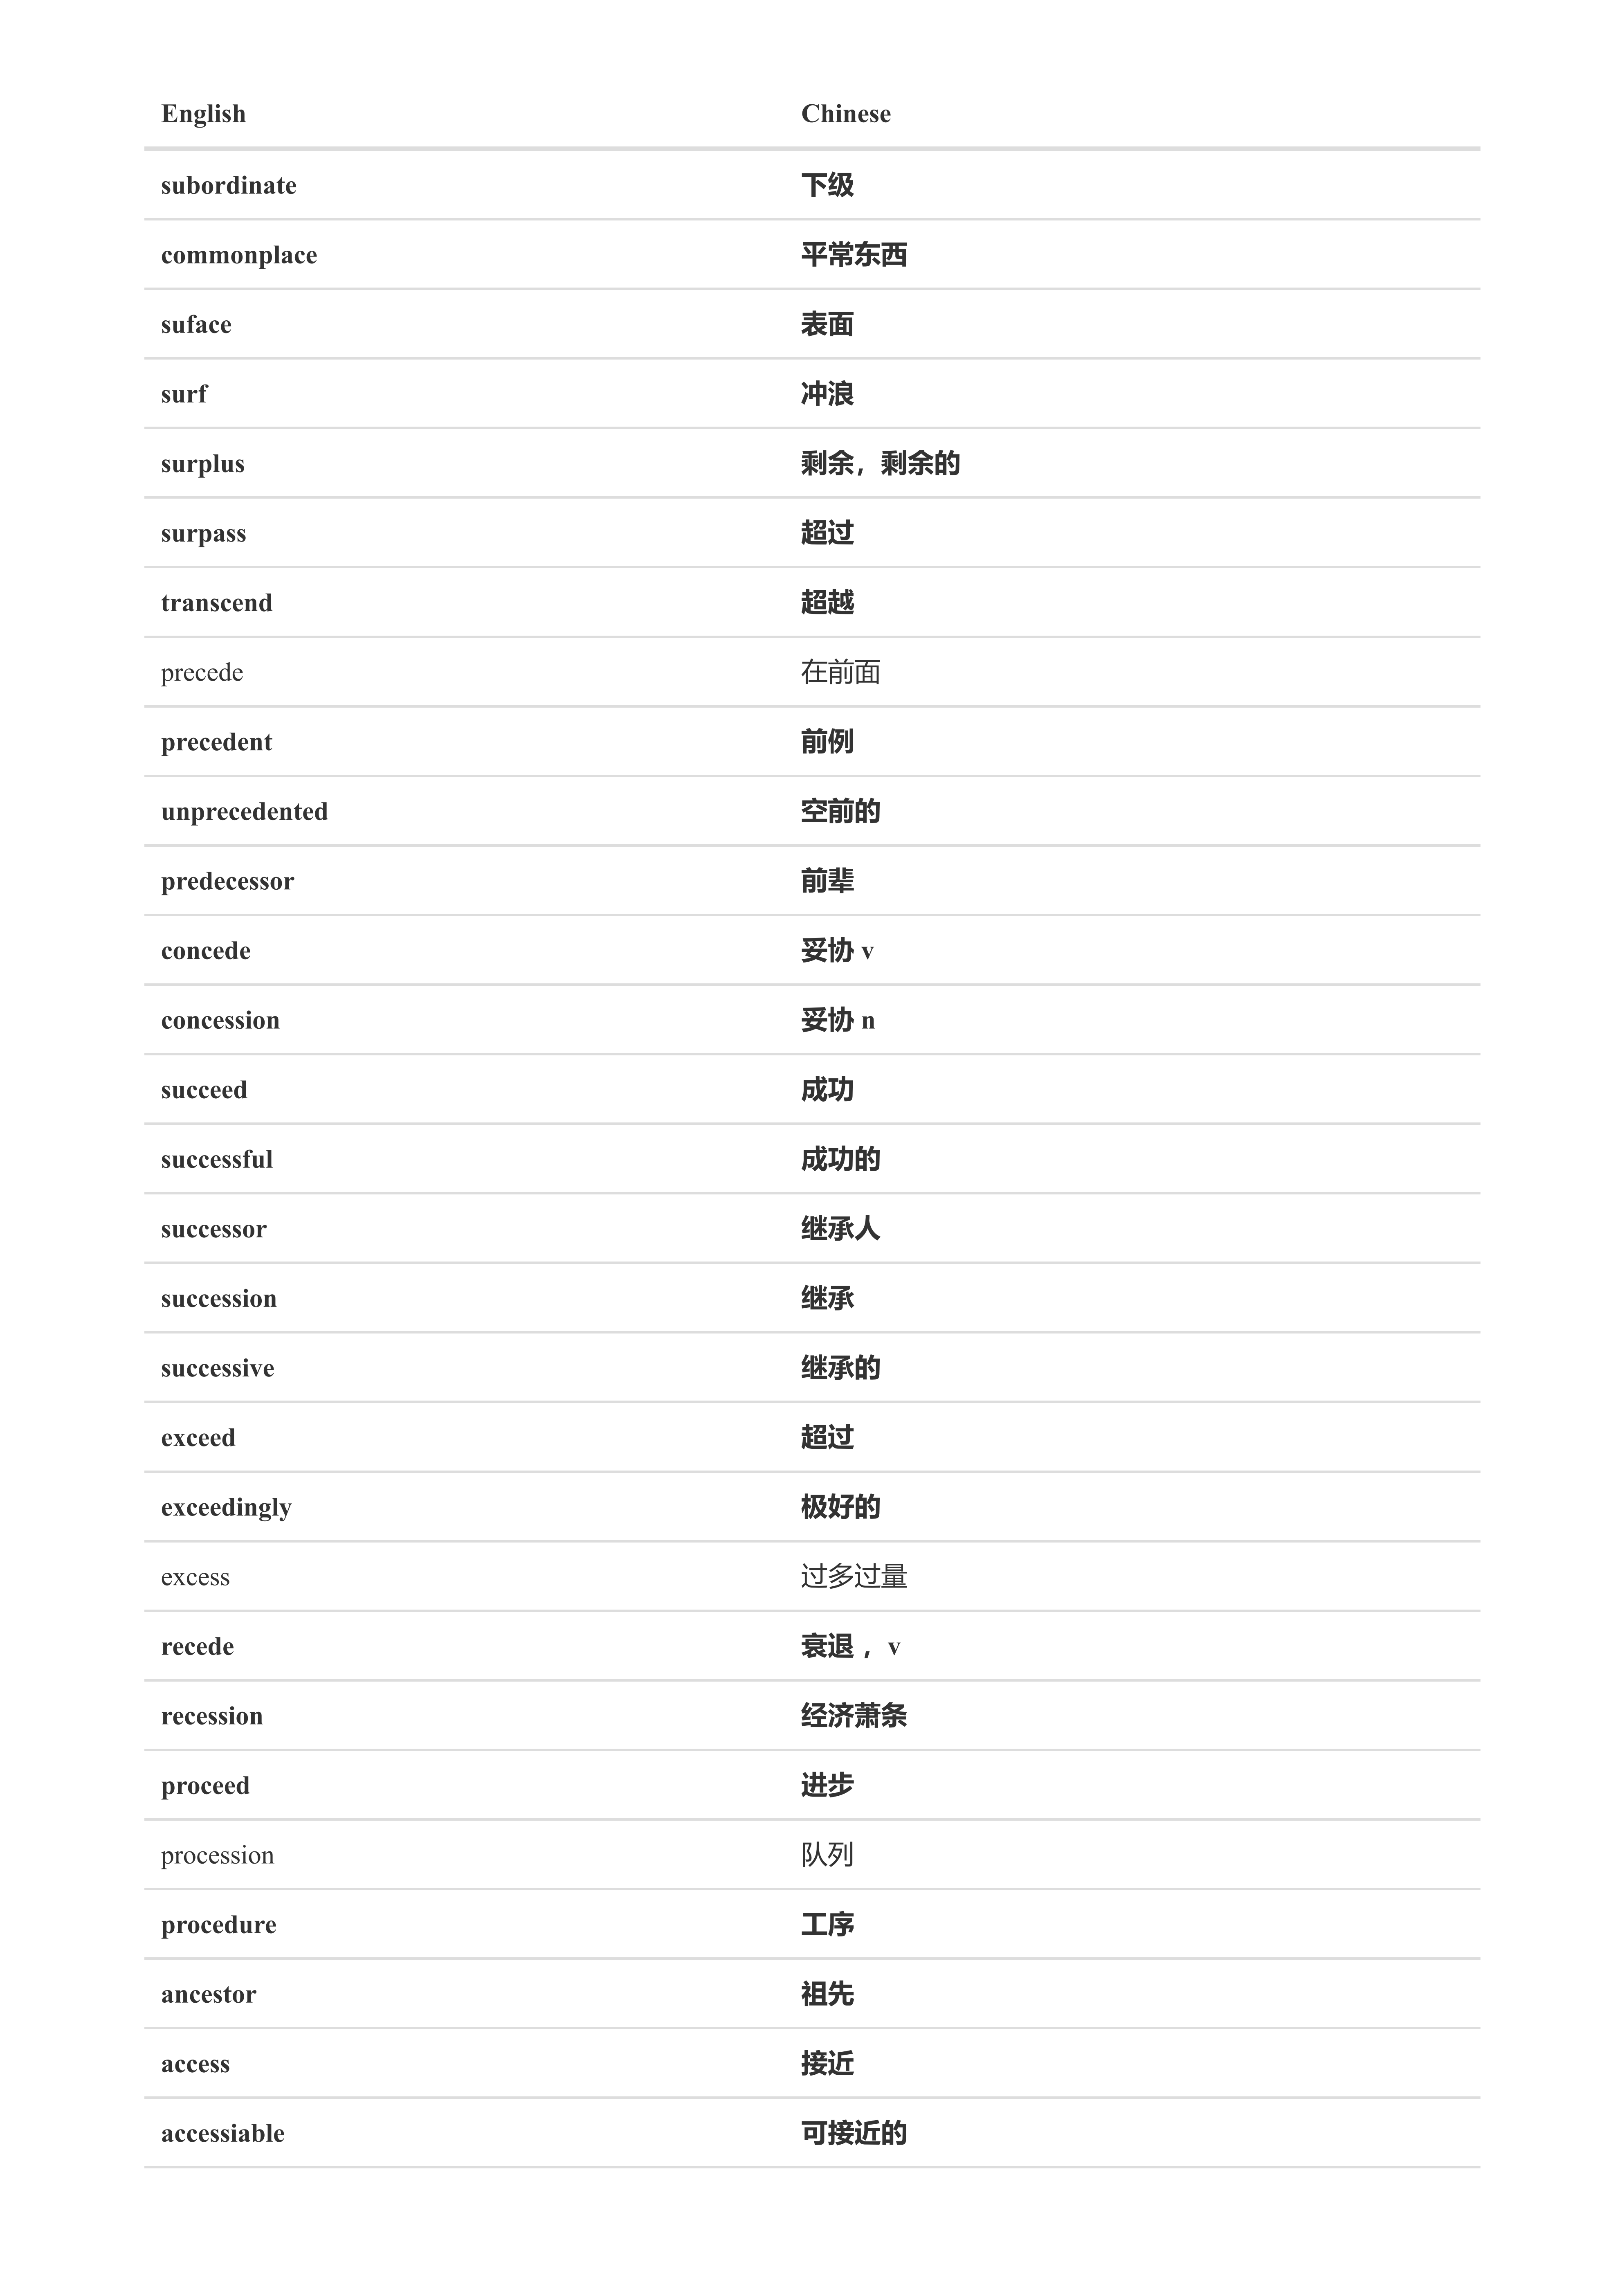 English Chinese
subordinate 下级
commonplace 平常东西
suface 表面
surf 冲浪
surplus 剩余，剩余的
surpass 超过
transcend 超越
precede 在前面
precedent 前例
unprecedented 空前的
predecessor 前辈
concede 妥协 v
concession 妥协 n
succeed 成功
successful 成功的
successor 继承人
succession 继承
successive 继承的
exceed 超过
exceedingly 极好的
excess 过多过量
recede 衰退 ，v
recession 经济萧条
proceed 进步
procession 队列
procedure 工序
ancestor 祖先
access 接近
accessiable 可接近的